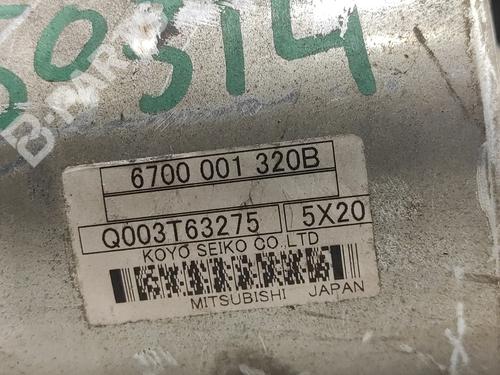 50314
B-PARTS
6700 001 320B
Q003T63275 5X20
KOYO SEIKO CO.,LTD
MITSUBISHI JAPAN